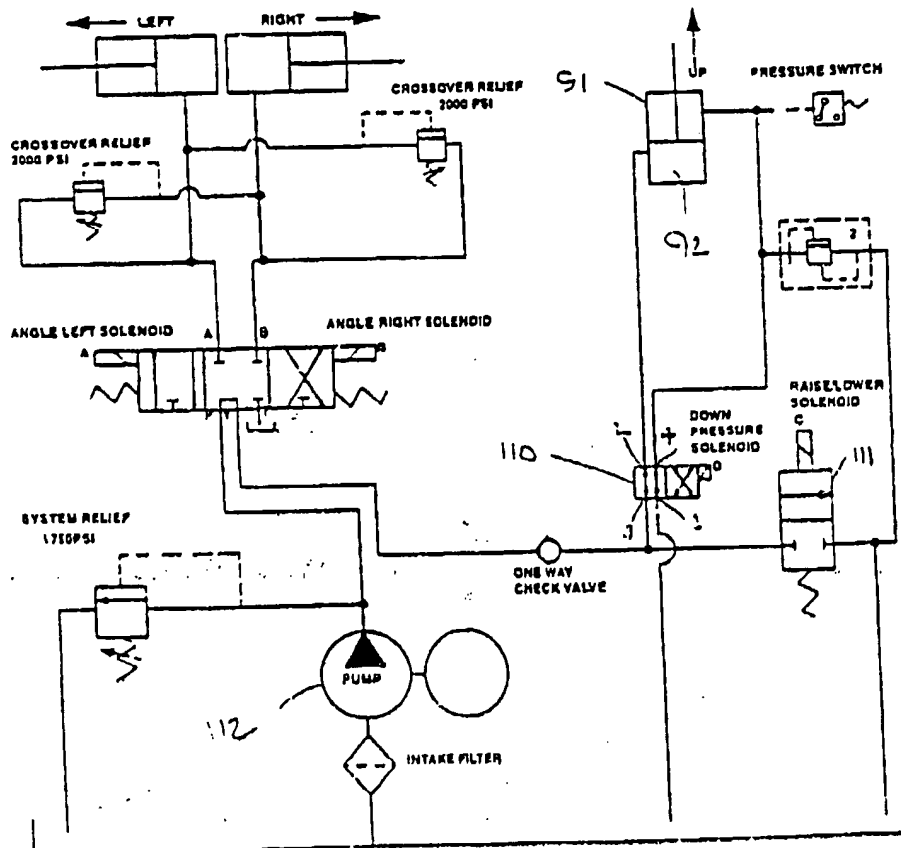 LEFT
RIGHT
UP
PRESSURE SWITCH
91
CROSSOVER RELIEF
2000 PSI
CROSSOVER RELIEF
2000 PSI
92
2
ANGLE LEFT SOLENOID
A
B
ANGLE RIGHT SOLENOID
A
RAISE/LOWER
SOLENOID
C
DOWN
PRESSURE
SOLENOID
D
110
111
SYSTEM RELIEF
1750 PSI
ONE WAY
CHECK VALVE
PUMP
112
INTAKE FILTER